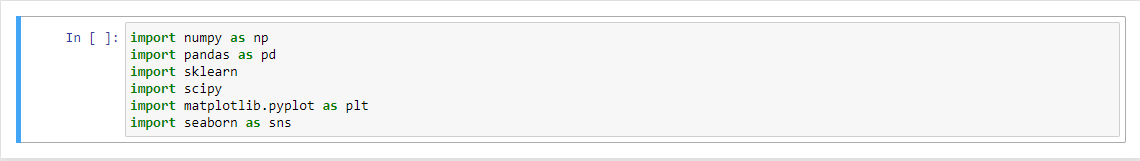 In [ ]: import numpy as np
import pandas as pd
import sklearn
import scipy
import matplotlib.pyplot as plt
import seaborn as sns